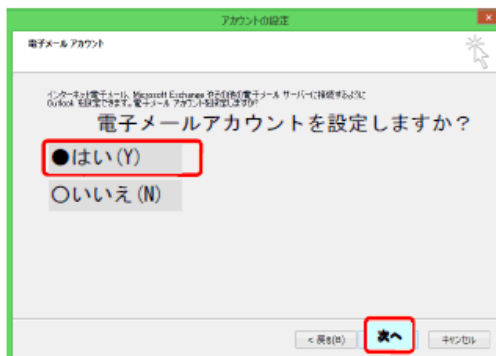 アカウントの設定
電子メール アカウント
インターネット電子メール、Microsoft Exchange やその他の電子メール サーバーに接続するように
Outlook を設定できます。電子メール アカウントを設定しますか?
電子メールアカウントを設定しますか？
●はい(Y)
○いいえ(N)
< 戻る(B)
次へ
キャンセル